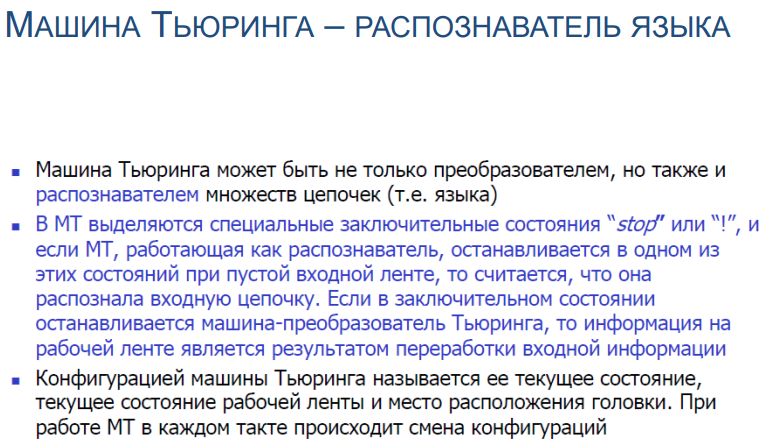 МАШИНА ТЬЮРИНГА – РАСПОЗНАВАТЕЛЬ ЯЗЫКА
▪ Машина Тьюринга может быть не только преобразователем, но также и
распознавателем множеств цепочек (т.е. языка)
▪ В МТ выделяются специальные заключительные состояния “stop” или “!”, и
если МТ, работающая как распознаватель, останавливается в одном из
этих состояний при пустой входной ленте, то считается, что она
распознала входную цепочку. Если в заключительном состоянии
останавливается машина-преобразователь Тьюринга, то информация на
рабочей ленте является результатом переработки входной информации
▪ Конфигурацией машины Тьюринга называется ее текущее состояние,
текущее состояние рабочей ленты и место расположения головки. При
работе МТ в каждом такте происходит смена конфигураций